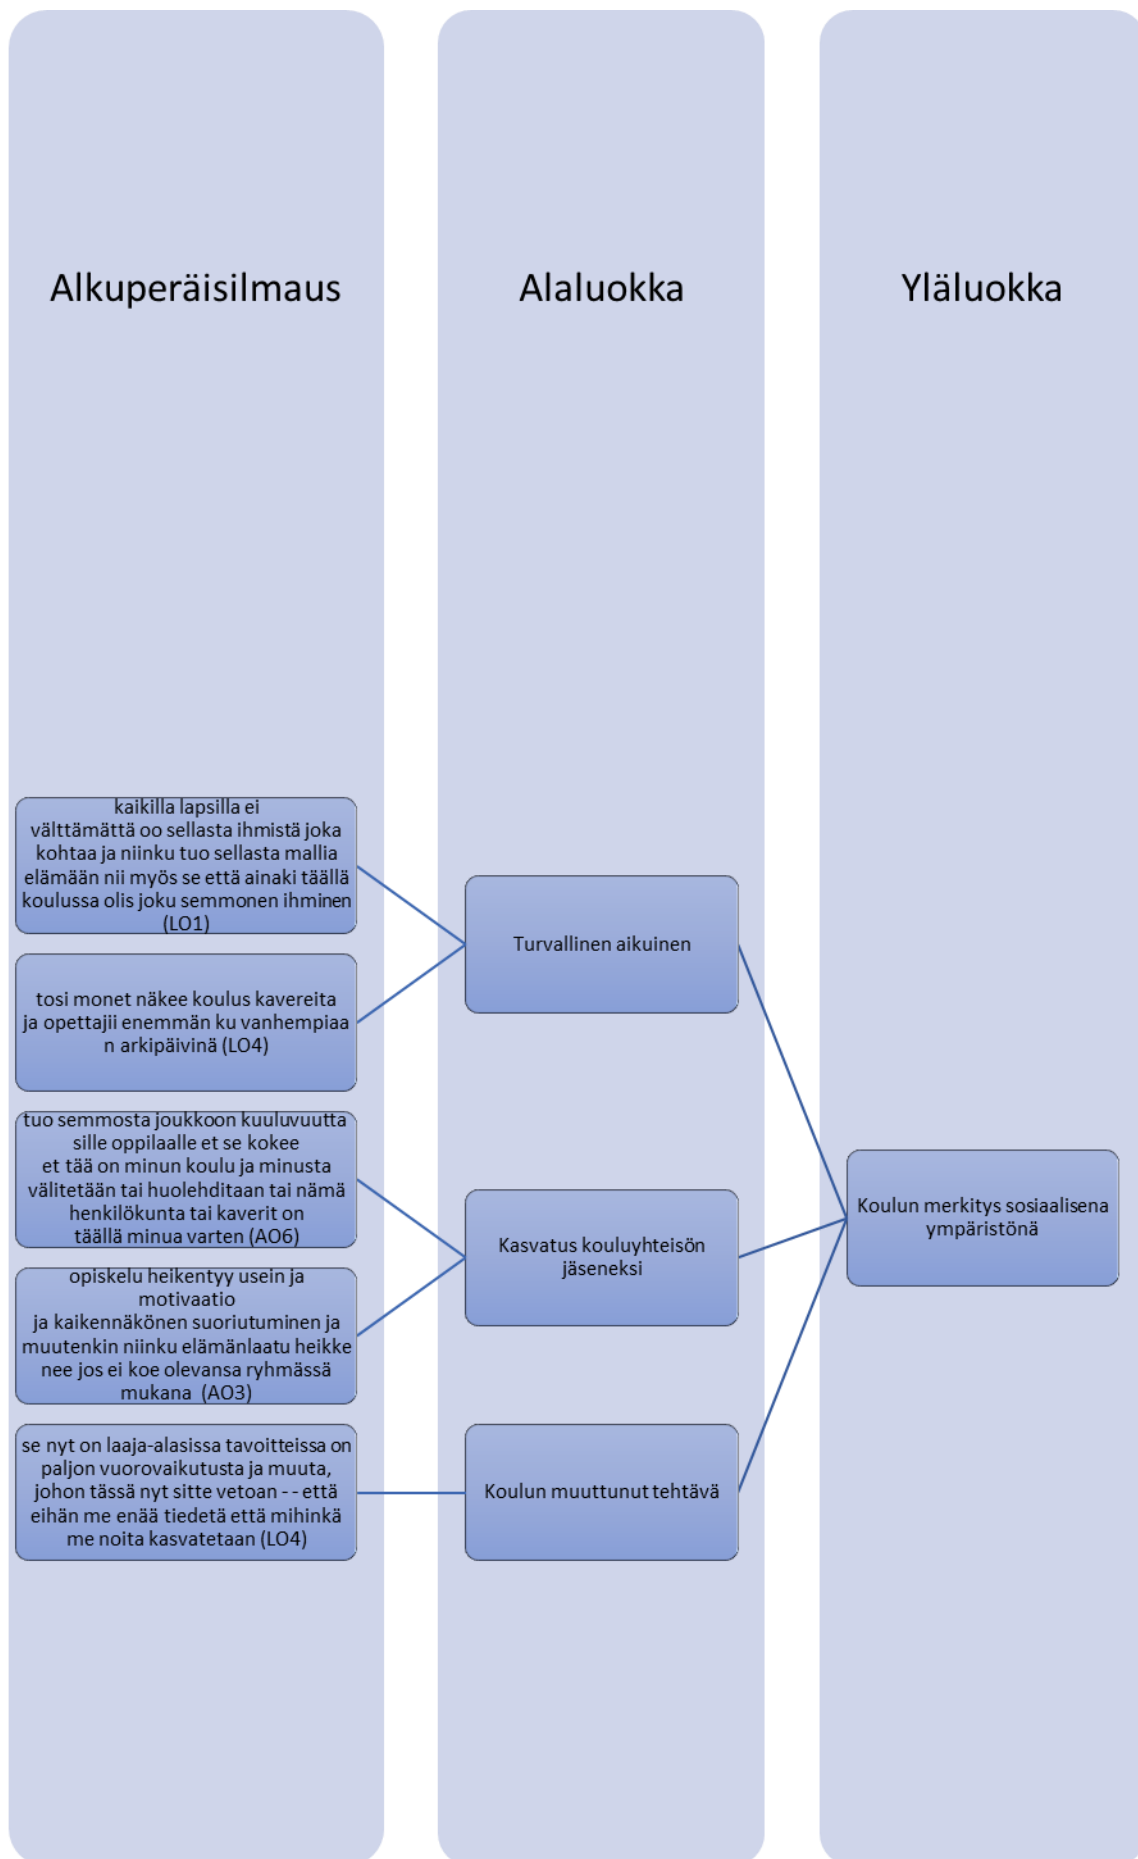 Alkuperäisilmaus
Alaluokka
Yläluokka
kaikilla lapsilla ei
välttämättä oo sellasta ihmistä joka
kohtaa ja niinku tuo sellasta mallia
elämään nii myös se että ainaki täällä
koulussa olis joku semmonen ihminen
(LO1)
tosi monet näkee koulus kavereita
ja opettajii enemmän ku vanhempiaa
n arkipäivinä (LO4)
tuo semmosta joukkoon kuuluvuutta
sille oppilaalle et se kokee
et tää on minun koulu ja minusta
välitetään tai huolehditaan tai nämä
henkilökunta tai kaverit on
täällä minua varten (AO6)
opiskelu heikentyy usein ja
motivaatio
ja kaikennäkönen suoriutuminen ja
muutenkin niinku elämänlaatu heikke
nee jos ei koe olevansa ryhmässä
mukana (AO3)
se nyt on laaja-alasissa tavoitteissa on
paljon vuorovaikutusta ja muuta,
johon tässä nyt sitte vetoan - - että
eihän me enää tiedetä että mihinkä
me noita kasvatetaan (LO4)
Turvallinen aikuinen
Kasvatus kouluyhteisön
jäseneksi
Koulun muuttunut tehtävä
Koulun merkitys sosiaalisena
ympäristönä